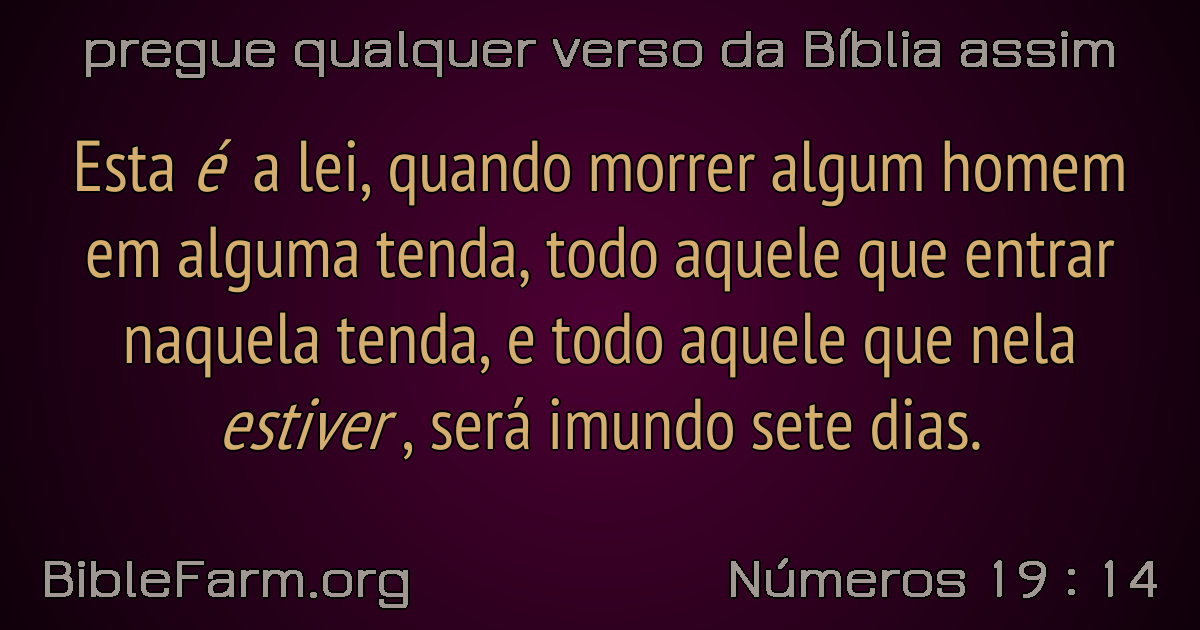 pregue qualquer verso da Bíblia assim
Esta é a lei, quando morrer algum homem
em alguma tenda, todo aquele que entrar
naquela tenda, e todo aquele que nela
estiver , será imundo sete dias.
BibleFarm.org
Números 19 : 14